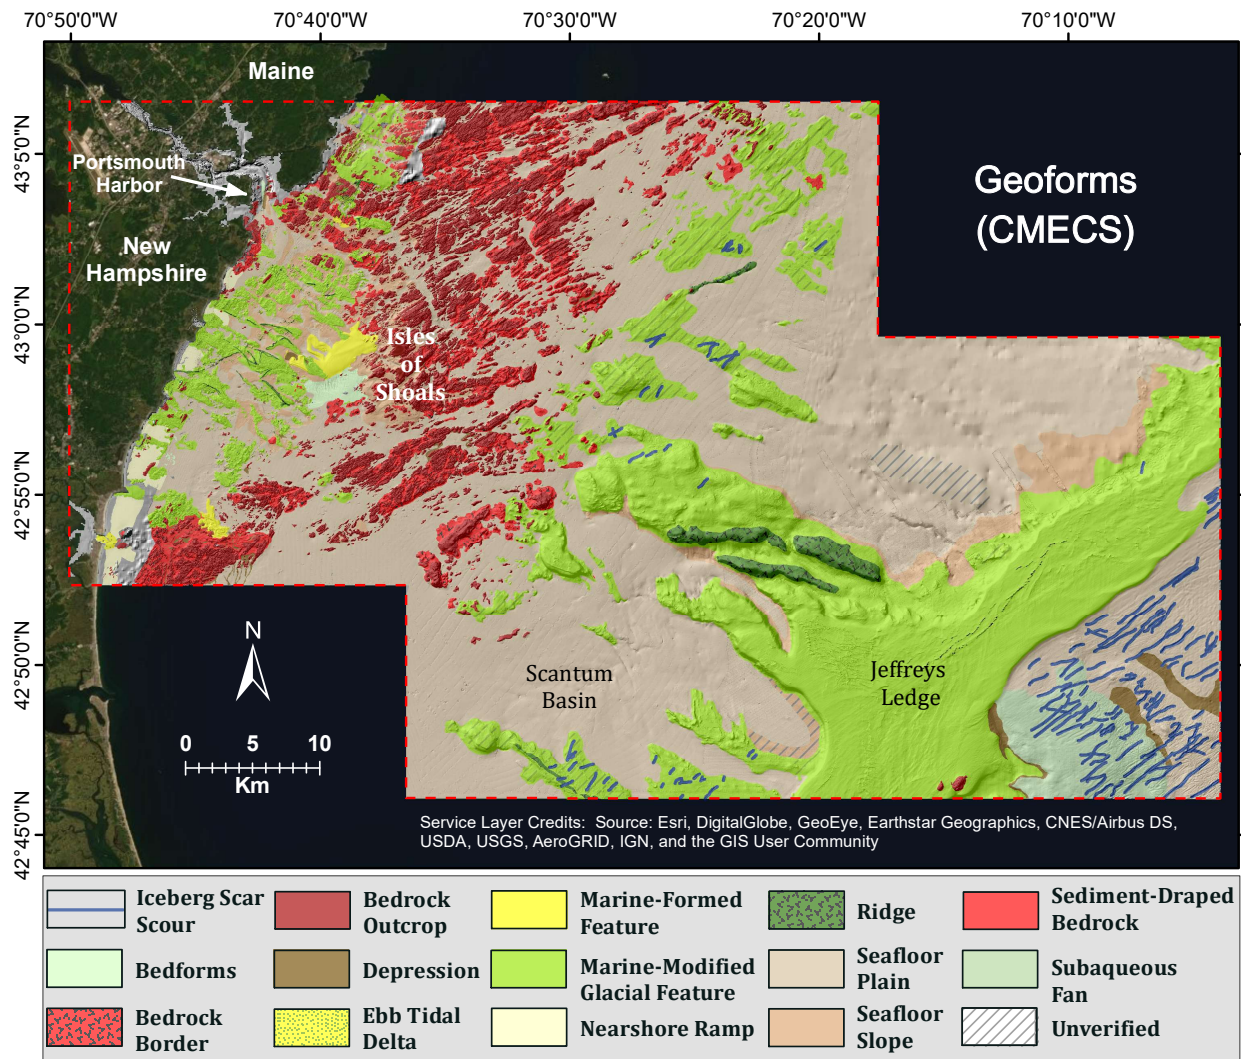 70°50'0"W
70°40'0"W
70°30'0"W
70°20'0"W
70°10'0"W
43°5'0"N
43°0'0"N
42°55'0"N
42°50'0"N
42°45'0"N
Maine
Portsmouth
Harbor
New
Hampshire
Isles
of
Shoals
Geoforms
(CMECS)
Scantum
Basin
Jeffreys
Ledge
N
0 5 10
Km
Service Layer Credits: Source: Esri, DigitalGlobe, GeoEye, Earthstar Geographics, CNES/Airbus DS,
USDA, USGS, AeroGRID, IGN, and the GIS User Community
Iceberg Scar
Scour
Bedforms
Bedrock
Border
Bedrock
Outcrop
Depression
Ebb Tidal
Delta
Marine-Formed
Feature
Marine-Modified
Glacial Feature
Nearshore Ramp
Ridge
Seafloor
Plain
Seafloor
Slope
Sediment-Draped
Bedrock
Subaqueous
Fan
Unverified